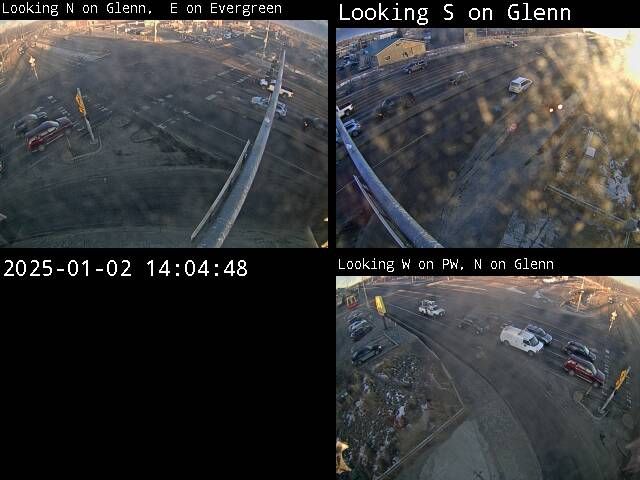 Looking N on Glenn,  E on Evergreen
Looking S on Glenn
2025-01-02 14:04:48
Looking W on PW, N on Glenn